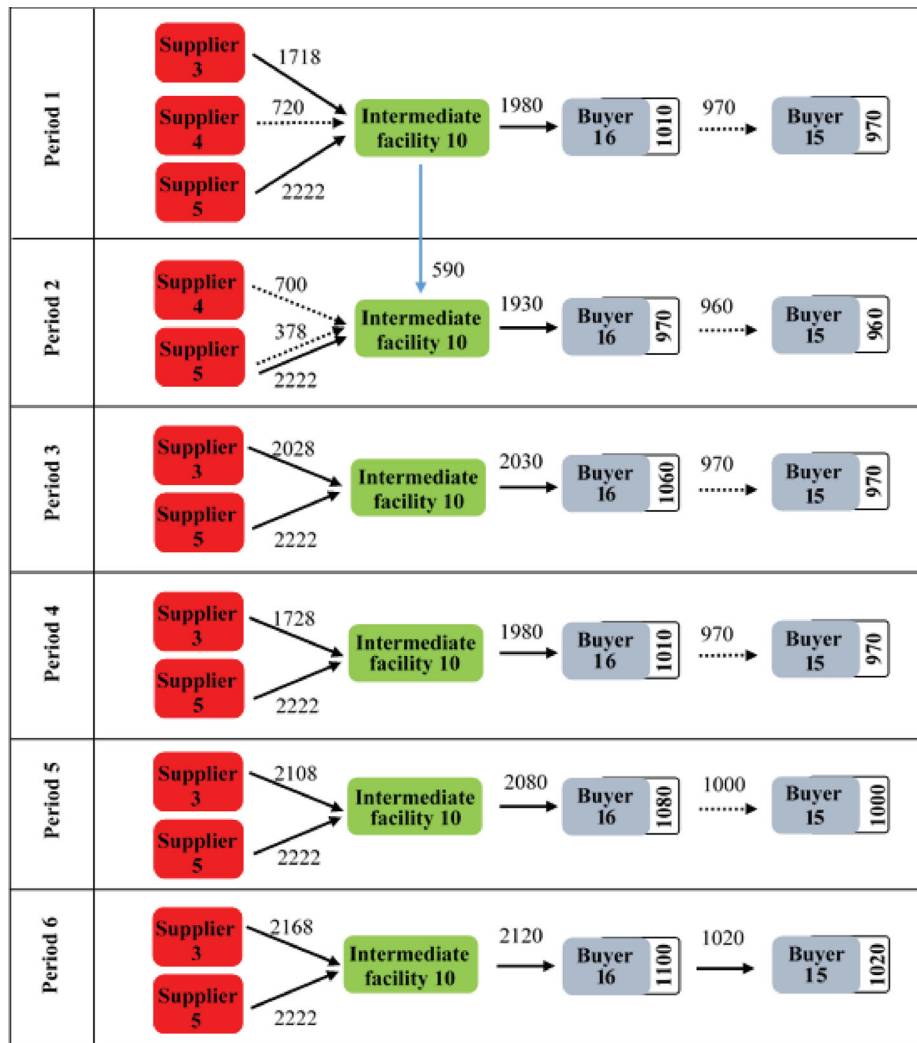 Period 1
Supplier
3
1718
Supplier
4
720
Supplier
5
2222
Intermediate
facility 10
1980
Buyer
16
1010
970
Buyer
15
970
590
Period 2
Supplier
4
700
Supplier
5
378
2222
Intermediate
facility 10
1930
Buyer
16
970
960
Buyer
15
960
Period 3
Supplier
3
2028
Supplier
5
2222
Intermediate
facility 10
2030
Buyer
16
1060
970
Buyer
15
970
Period 4
Supplier
3
1728
Supplier
5
2222
Intermediate
facility 10
1980
Buyer
16
1010
970
Buyer
15
970
Period 5
Supplier
3
2108
Supplier
5
2222
Intermediate
facility 10
2080
Buyer
16
1080
1000
Buyer
15
1000
Period 6
Supplier
3
2168
Supplier
5
2222
Intermediate
facility 10
2120
Buyer
16
1100
1020
Buyer
15
1020